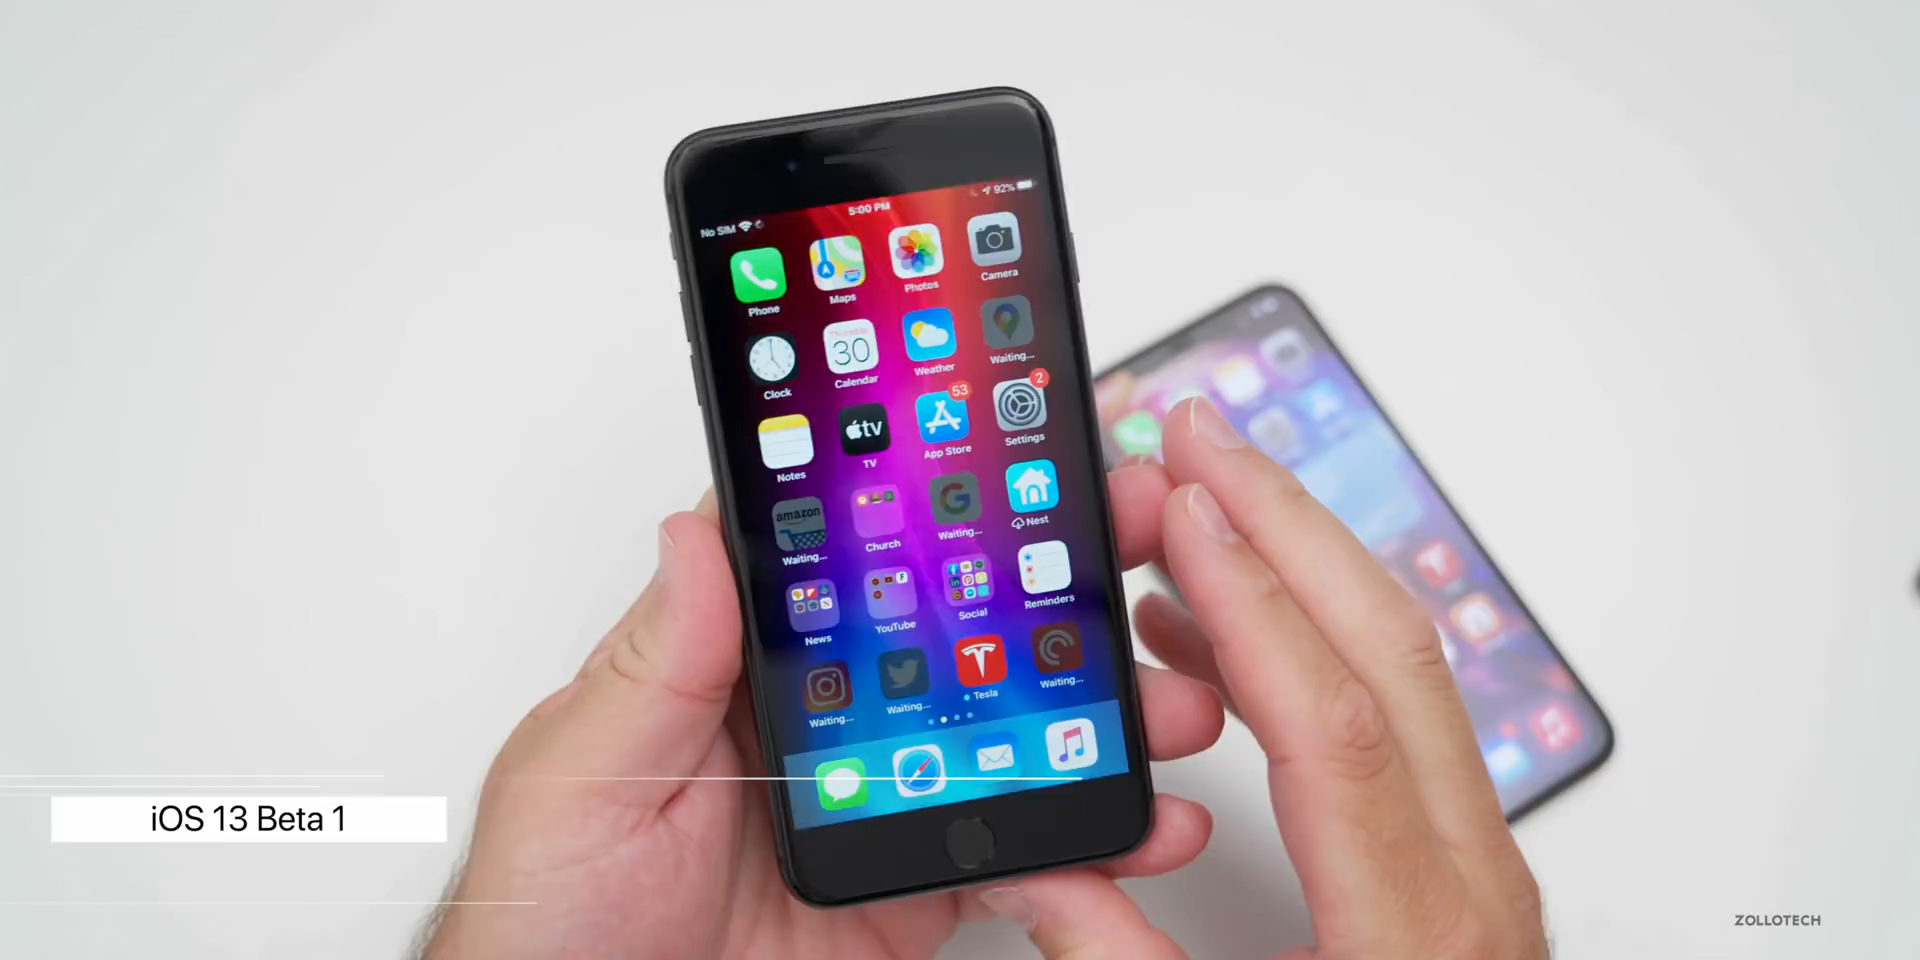 No SIM
5:00 PM
92%
Phone
Maps
Photos
Camera
Clock
Thursday
30
Calendar
Weather
Waiting...
Notes
tv
TV
53
App Store
2
Settings
amazon
Waiting...
Church
G
Waiting...
Nest
News
YouTube
Social
Reminders
Waiting...
Waiting...
Tesla
Waiting...
iOS 13 Beta 1
ZOLLOTECH